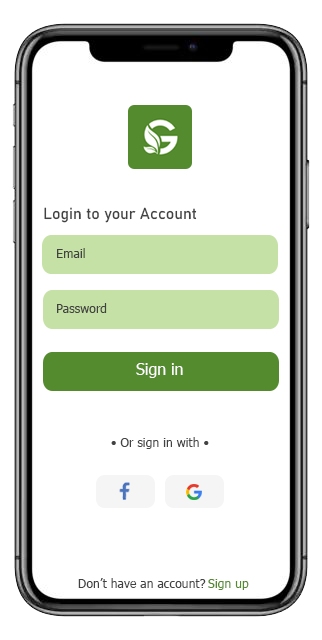 G
Login to your Account
Email
Password
Sign in
• Or sign in with •
f G
Don't have an account? Sign up